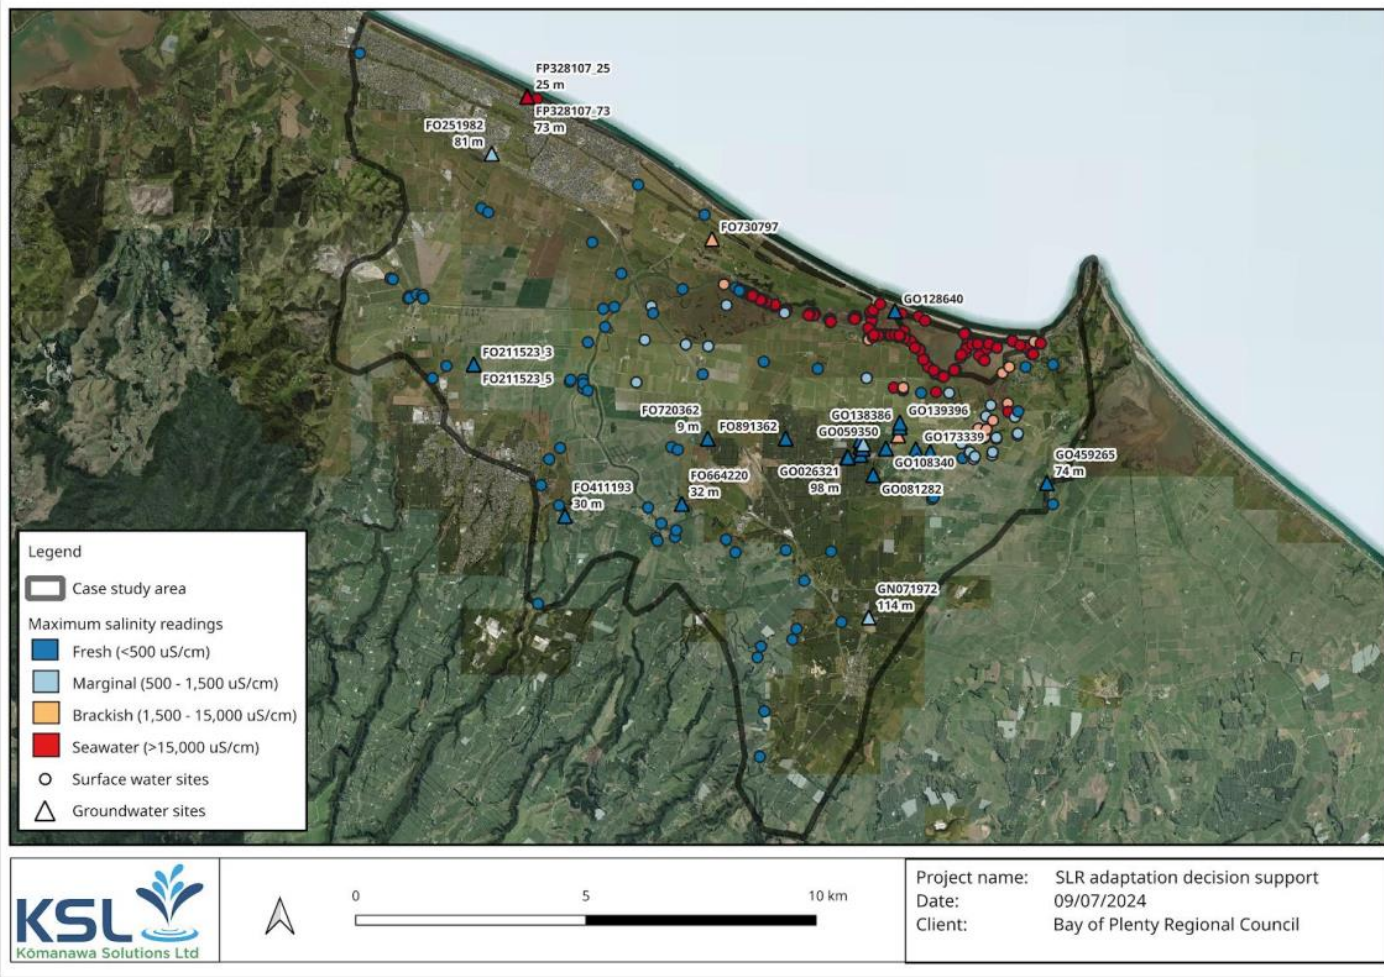 FP328107_25
25 m
FP328107_73
73 m
FO251982
81 m
FO730797
GO128640
FO211523_3
FO211523_5
FO720362
9 m
FO891362
GO138386
GO139396
GO059350
GO173339
GO026321
98 m
GO108340
GO081282
GO459265
74 m
FO664220
32 m
FO411193
30 m
GN071972
114 m
Legend
Case study area
Maximum salinity readings
Fresh (<500 uS/cm)
Marginal (500 - 1,500 uS/cm)
Brackish (1,500 - 15,000 uS/cm)
Seawater (>15,000 uS/cm)
Surface water sites
Groundwater sites
KSL
Kōmanawa Solutions Ltd
0 5 10 km
Project name: SLR adaptation decision support
Date: 09/07/2024
Client: Bay of Plenty Regional Council